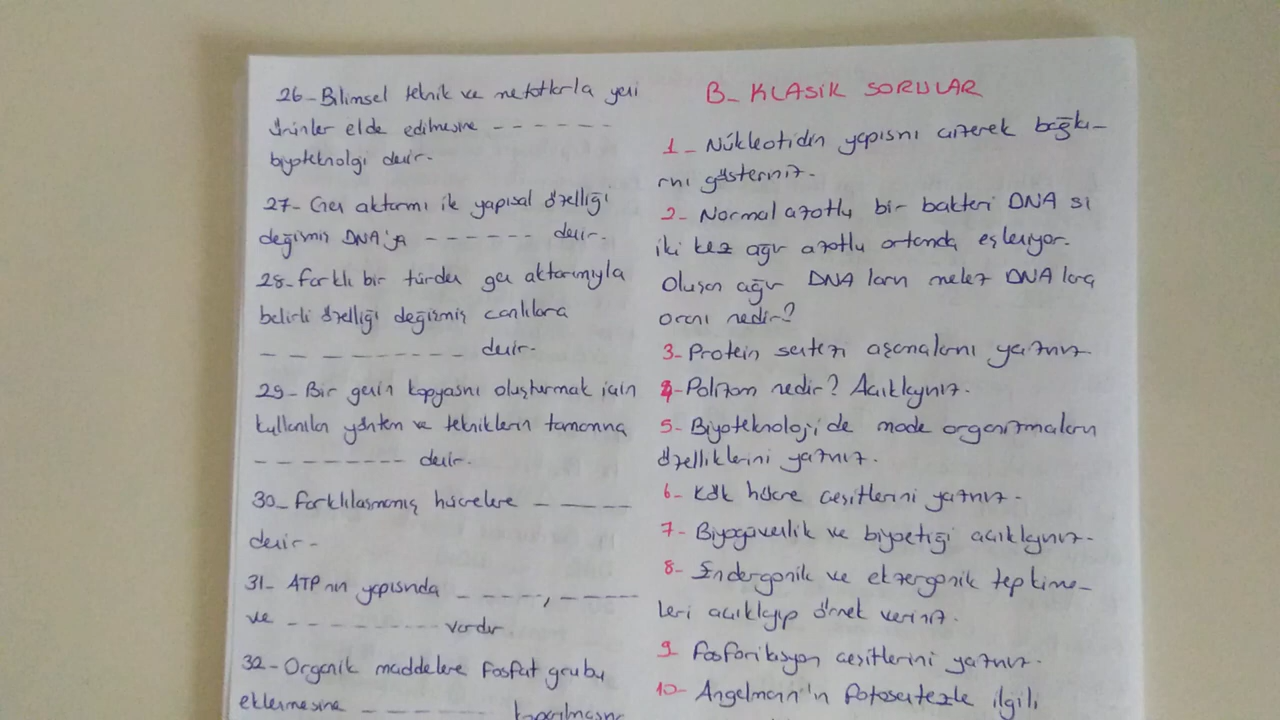 26- Bilimsel teknik ve metotlarla yeni
ürünler elde edilmesine - - - - - -
biyoteknolgi denir.
27- Gen aktarımı ile yapısal özelliği
değişmiş DNA'ya - - - - - - denir.
28- Farklı bir türden gen aktarımıyla
belirli özelliği değişmiş canlılara
- - - - - - - - - denir.
29- Bir genin kopyasını oluşturmak için
kullanılan yöntem ve tekniklerin tamamına
- - - - - - - - denir.
30- Farklılaşmamış hücrelere - - - - -
denir-
31- ATP'nin yapısında - - - - -, - - - - -
ve - - - - - - - - vardır
32- Organik maddelere fosfat grubu
eklenmesine - - - - - - - koparılmasına
B- KLASİK SORULAR
1- Nükleotidin yapısını çizerek bağla-
rını gösteriniz.
2- Normal azotlu bir bakteri DNA sı
iki kez ağır azotlu ortamda eşleniyor.
Oluşan ağır DNA ların melez DNA lara
oranı nedir?
3- Protein sentezi aşamalarını yazınız
4- Polizom nedir? Açıklayınız.
5- Biyoteknoloji de model organizmaların
özelliklerini yazınız.
6- Kök hücre çeşitlerini yazınız.
7- Biyogüvenlik ve biyoetiği açıklayınız.
8- Endergonik ve ekzergonik tepkime-
leri açıklayıp örnek veriniz.
9 Fosforilasyon çeşitlerini yazınız.
10- Angelmann'ın fotosentezle ilgili